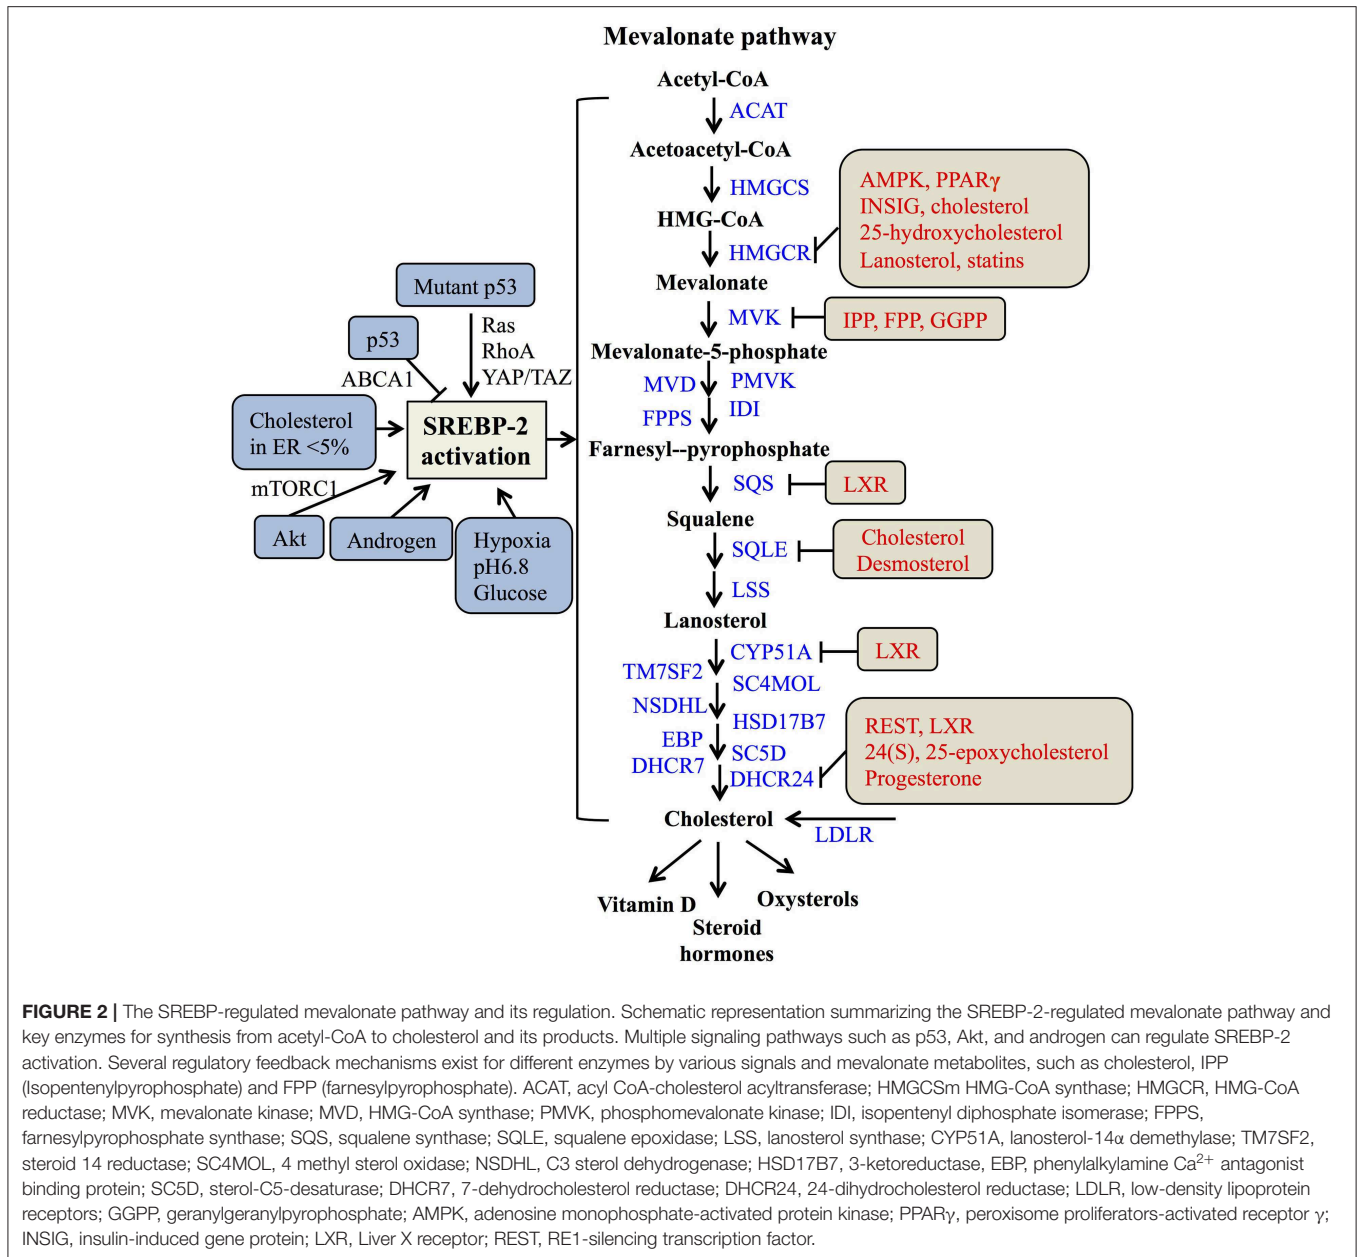 Mevalonate pathway
Acetyl-CoA
ACAT
Acetoacetyl-CoA
HMGCS
HMG-CoA
HMGCR
AMPK, PPARγ
INSIG, cholesterol
25-hydroxycholesterol
Lanosterol, statins
Mevalonate
MVK
IPP, FPP, GGPP
Mevalonate-5-phosphate
MVD
PMVK
FPPS
IDI
Farnesyl--pyrophosphate
SQS
LXR
Squalene
SQLE
Cholesterol
Desmosterol
LSS
Lanosterol
CYP51A
LXR
TM7SF2
SC4MOL
NSDHL
HSD17B7
EBP
SC5D
DHCR7
DHCR24
REST, LXR
24(S), 25-epoxycholesterol
Progesterone
Cholesterol
LDLR
Vitamin D
Steroid
hormones
Oxysterols
Mutant p53
Ras
RhoA
YAP/TAZ
p53
ABCA1
Cholesterol
in ER <5%
SREBP-2
activation
mTORC1
Akt
Androgen
Hypoxia
pH6.8
Glucose
FIGURE 2 | The SREBP-regulated mevalonate pathway and its regulation. Schematic representation summarizing the SREBP-2-regulated mevalonate pathway and
key enzymes for synthesis from acetyl-CoA to cholesterol and its products. Multiple signaling pathways such as p53, Akt, and androgen can regulate SREBP-2
activation. Several regulatory feedback mechanisms exist for different enzymes by various signals and mevalonate metabolites, such as cholesterol, IPP
(Isopentenylpyrophosphate) and FPP (farnesylpyrophosphate). ACAT, acyl CoA-cholesterol acyltransferase; HMGCSm HMG-CoA synthase; HMGCR, HMG-CoA
reductase; MVK, mevalonate kinase; MVD, HMG-CoA synthase; PMVK, phosphomevalonate kinase; IDI, isopentenyl diphosphate isomerase; FPPS,
farnesylpyrophosphate synthase; SQS, squalene synthase; SQLE, squalene epoxidase; LSS, lanosterol synthase; CYP51A, lanosterol-14α demethylase; TM7SF2,
steroid 14 reductase; SC4MOL, 4 methyl sterol oxidase; NSDHL, C3 sterol dehydrogenase; HSD17B7, 3-ketoreductase, EBP, phenylalkylamine Ca²⁺ antagonist
binding protein; SC5D, sterol-C5-desaturase; DHCR7, 7-dehydrocholesterol reductase; DHCR24, 24-dihydrocholesterol reductase; LDLR, low-density lipoprotein
receptors; GGPP, geranylgeranylpyrophosphate; AMPK, adenosine monophosphate-activated protein kinase; PPARγ, peroxisome proliferators-activated receptor γ;
INSIG, insulin-induced gene protein; LXR, Liver X receptor; REST, RE1-silencing transcription factor.